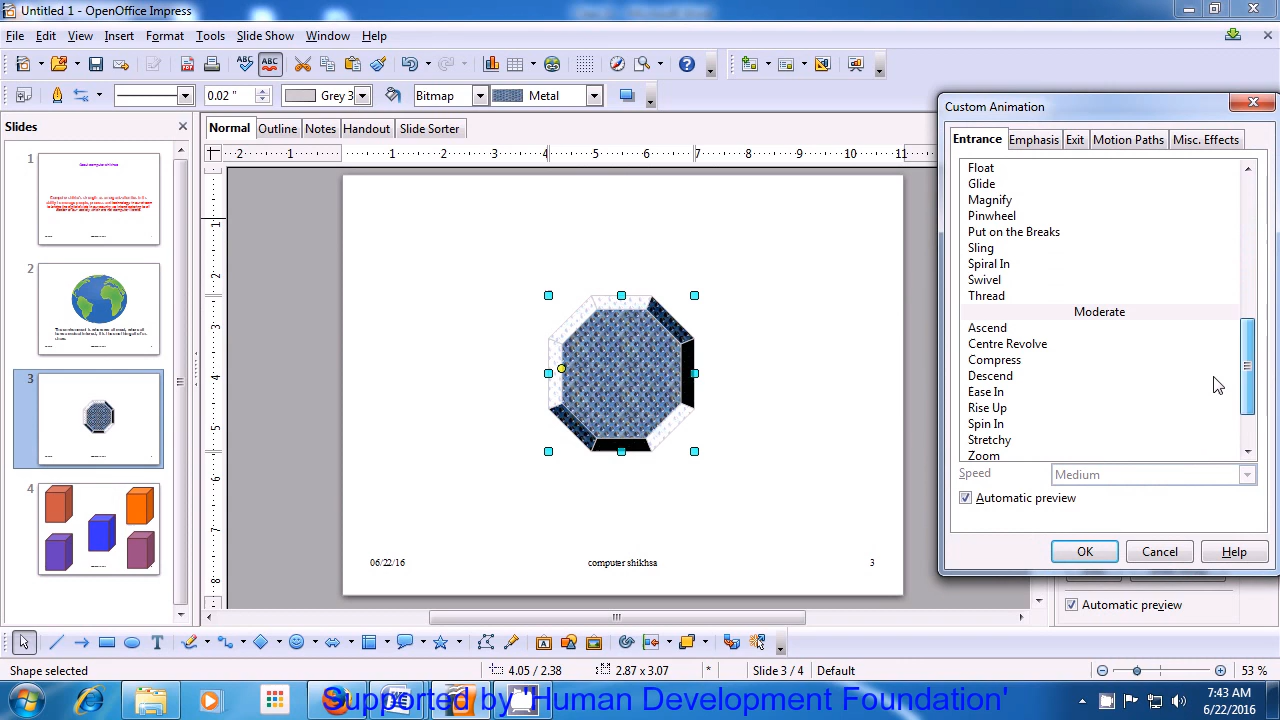 Untitled 1 - OpenOffice Impress
File Edit View Insert Format Tools Slide Show Window Help
0.02 " Grey 3 Bitmap Metal
Slides
Normal Outline Notes Handout Slide Sorter
1
2
3
4
06/22/16 computer shikhsa 3
Custom Animation
Entrance Emphasis Exit Motion Paths Misc. Effects
Float
Glide
Magnify
Pinwheel
Put on the Breaks
Sling
Spiral In
Swivel
Thread
Moderate
Ascend
Centre Revolve
Compress
Descend
Ease In
Rise Up
Spin In
Stretchy
Zoom
Speed Medium
Automatic preview
OK Cancel Help
Automatic preview
Shape selected 4.05 / 2.38 2.87 x 3.07 * Slide 3 / 4 Default 53 %
Supported by 'Human Development Foundation'
7:43 AM
6/22/2016